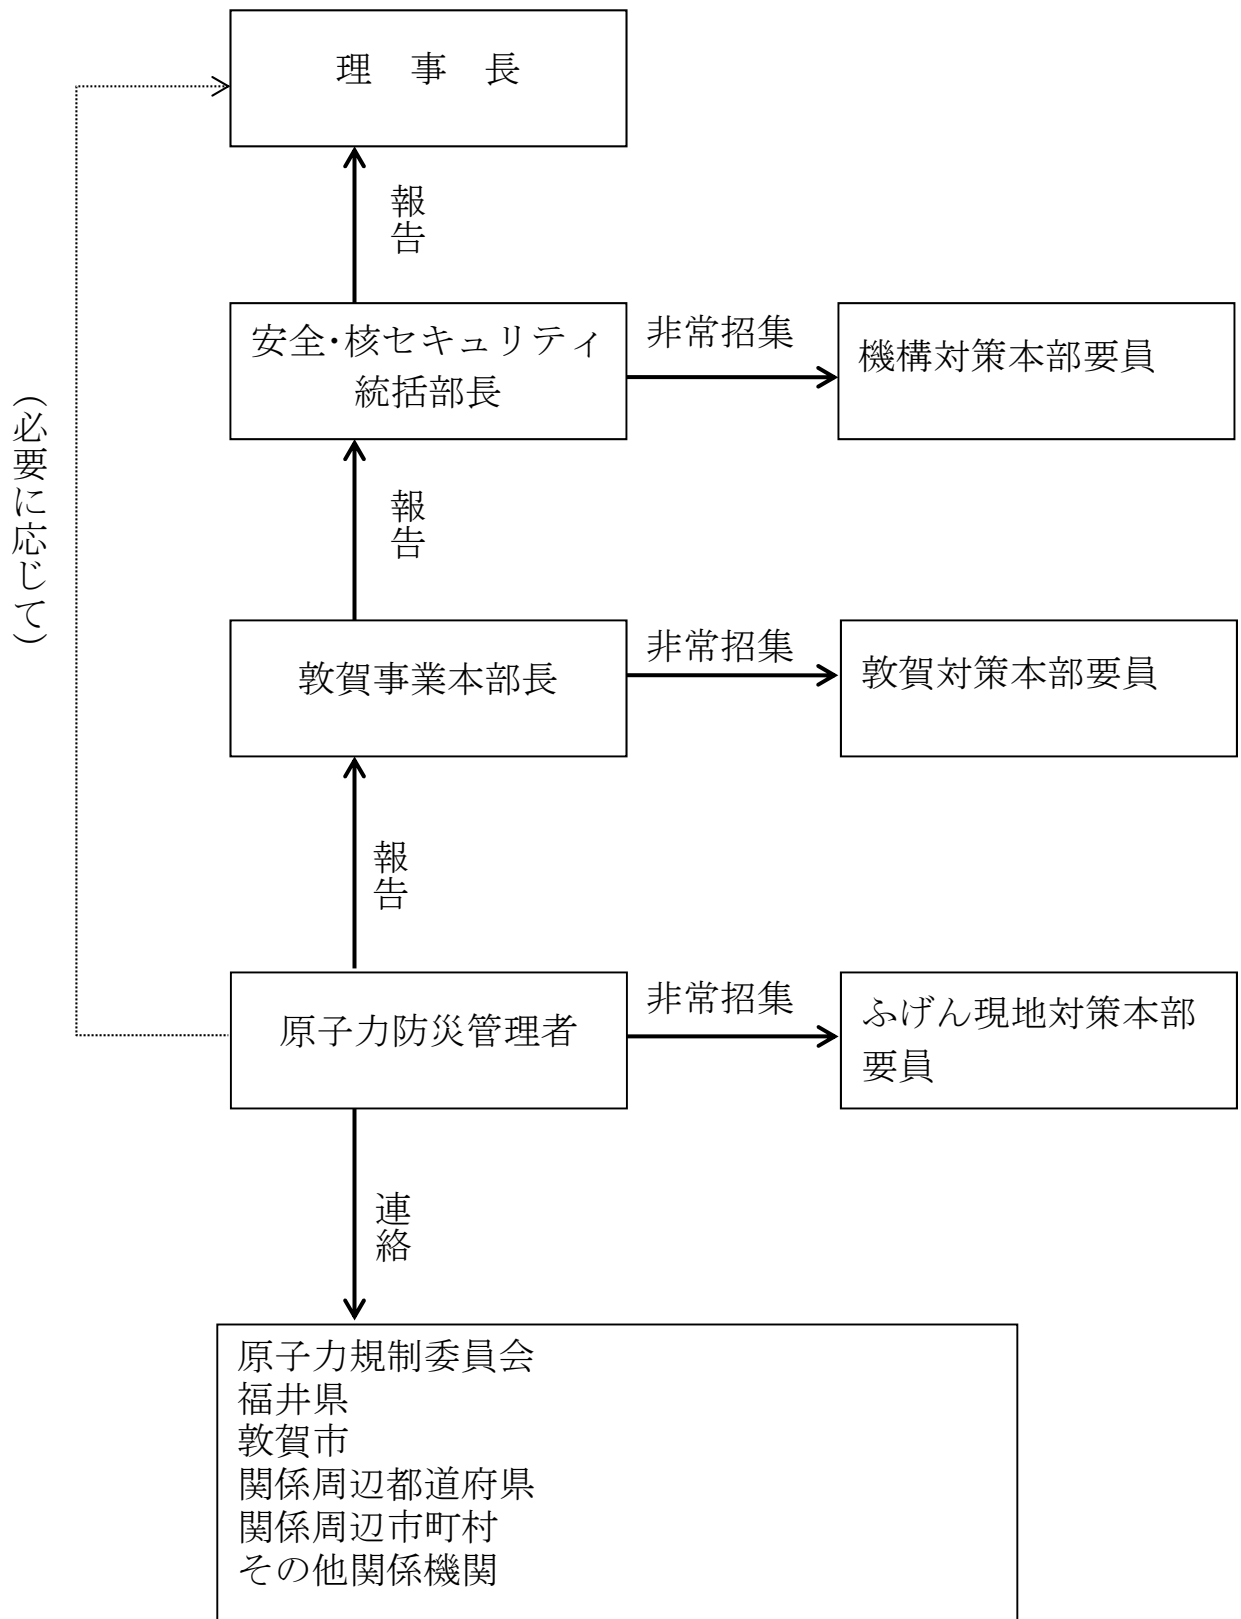 理　事　長
報告
安全･核セキュリティ
統括部長
非常招集
機構対策本部要員
(必要に応じて)
報告
敦賀事業本部長
非常招集
敦賀対策本部要員
報告
原子力防災管理者
非常招集
ふげん現地対策本部
要員
連絡
原子力規制委員会
福井県
敦賀市
関係周辺都道府県
関係周辺市町村
その他関係機関